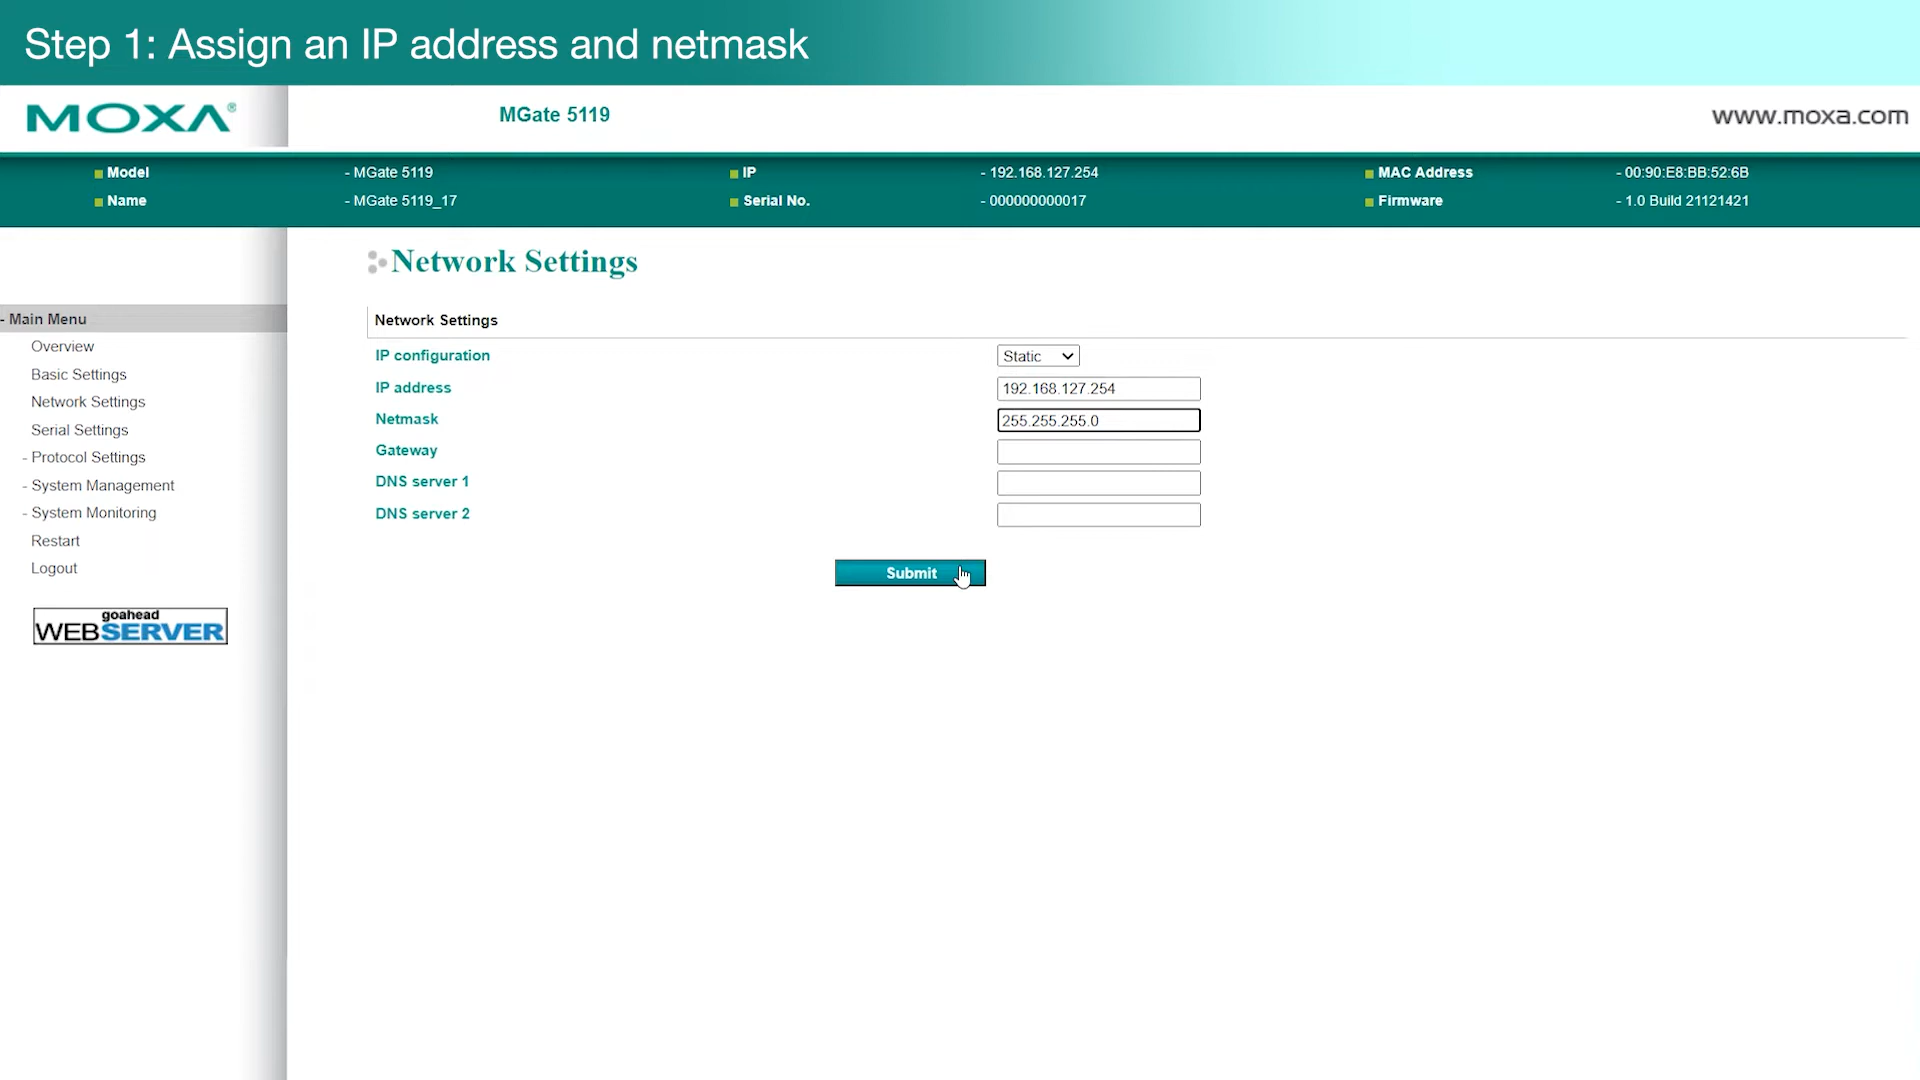 Step 1: Assign an IP address and netmask
MOXA®
MGate 5119
www.moxa.com
Model - MGate 5119 IP - 192.168.127.254 MAC Address - 00:90:E8:BB:52:6B
Name - MGate 5119_17 Serial No. - 000000000017 Firmware - 1.0 Build 21121421
- Main Menu
Overview
Basic Settings
Network Settings
Serial Settings
- Protocol Settings
- System Management
- System Monitoring
Restart
Logout
goahead
WEBSERVER
Network Settings
Network Settings
IP configuration Static
IP address 192.168.127.254
Netmask 255.255.255.0
Gateway
DNS server 1
DNS server 2
Submit